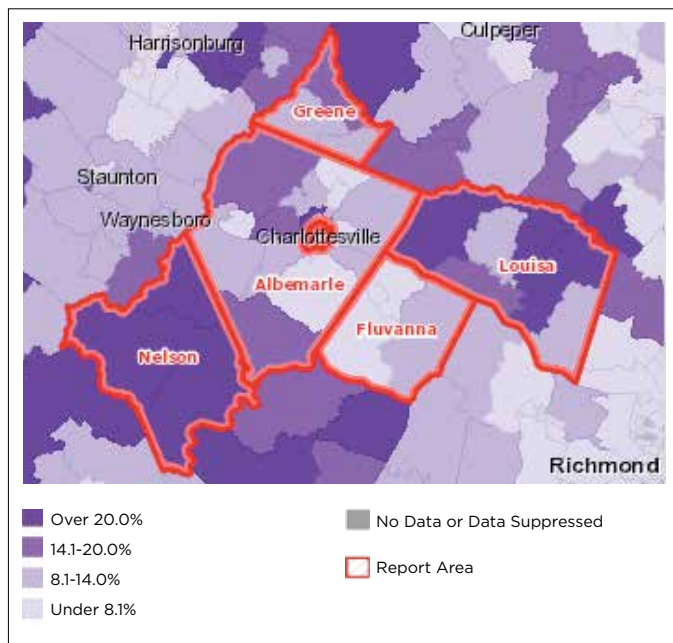 Harrisonburg
Culpeper
Greene
Staunton
Waynesboro
Charlottesville
Louisa
Albemarle
Fluvanna
Nelson
Richmond
Over 20.0%
14.1-20.0%
8.1-14.0%
Under 8.1%
No Data or Data Suppressed
Report Area